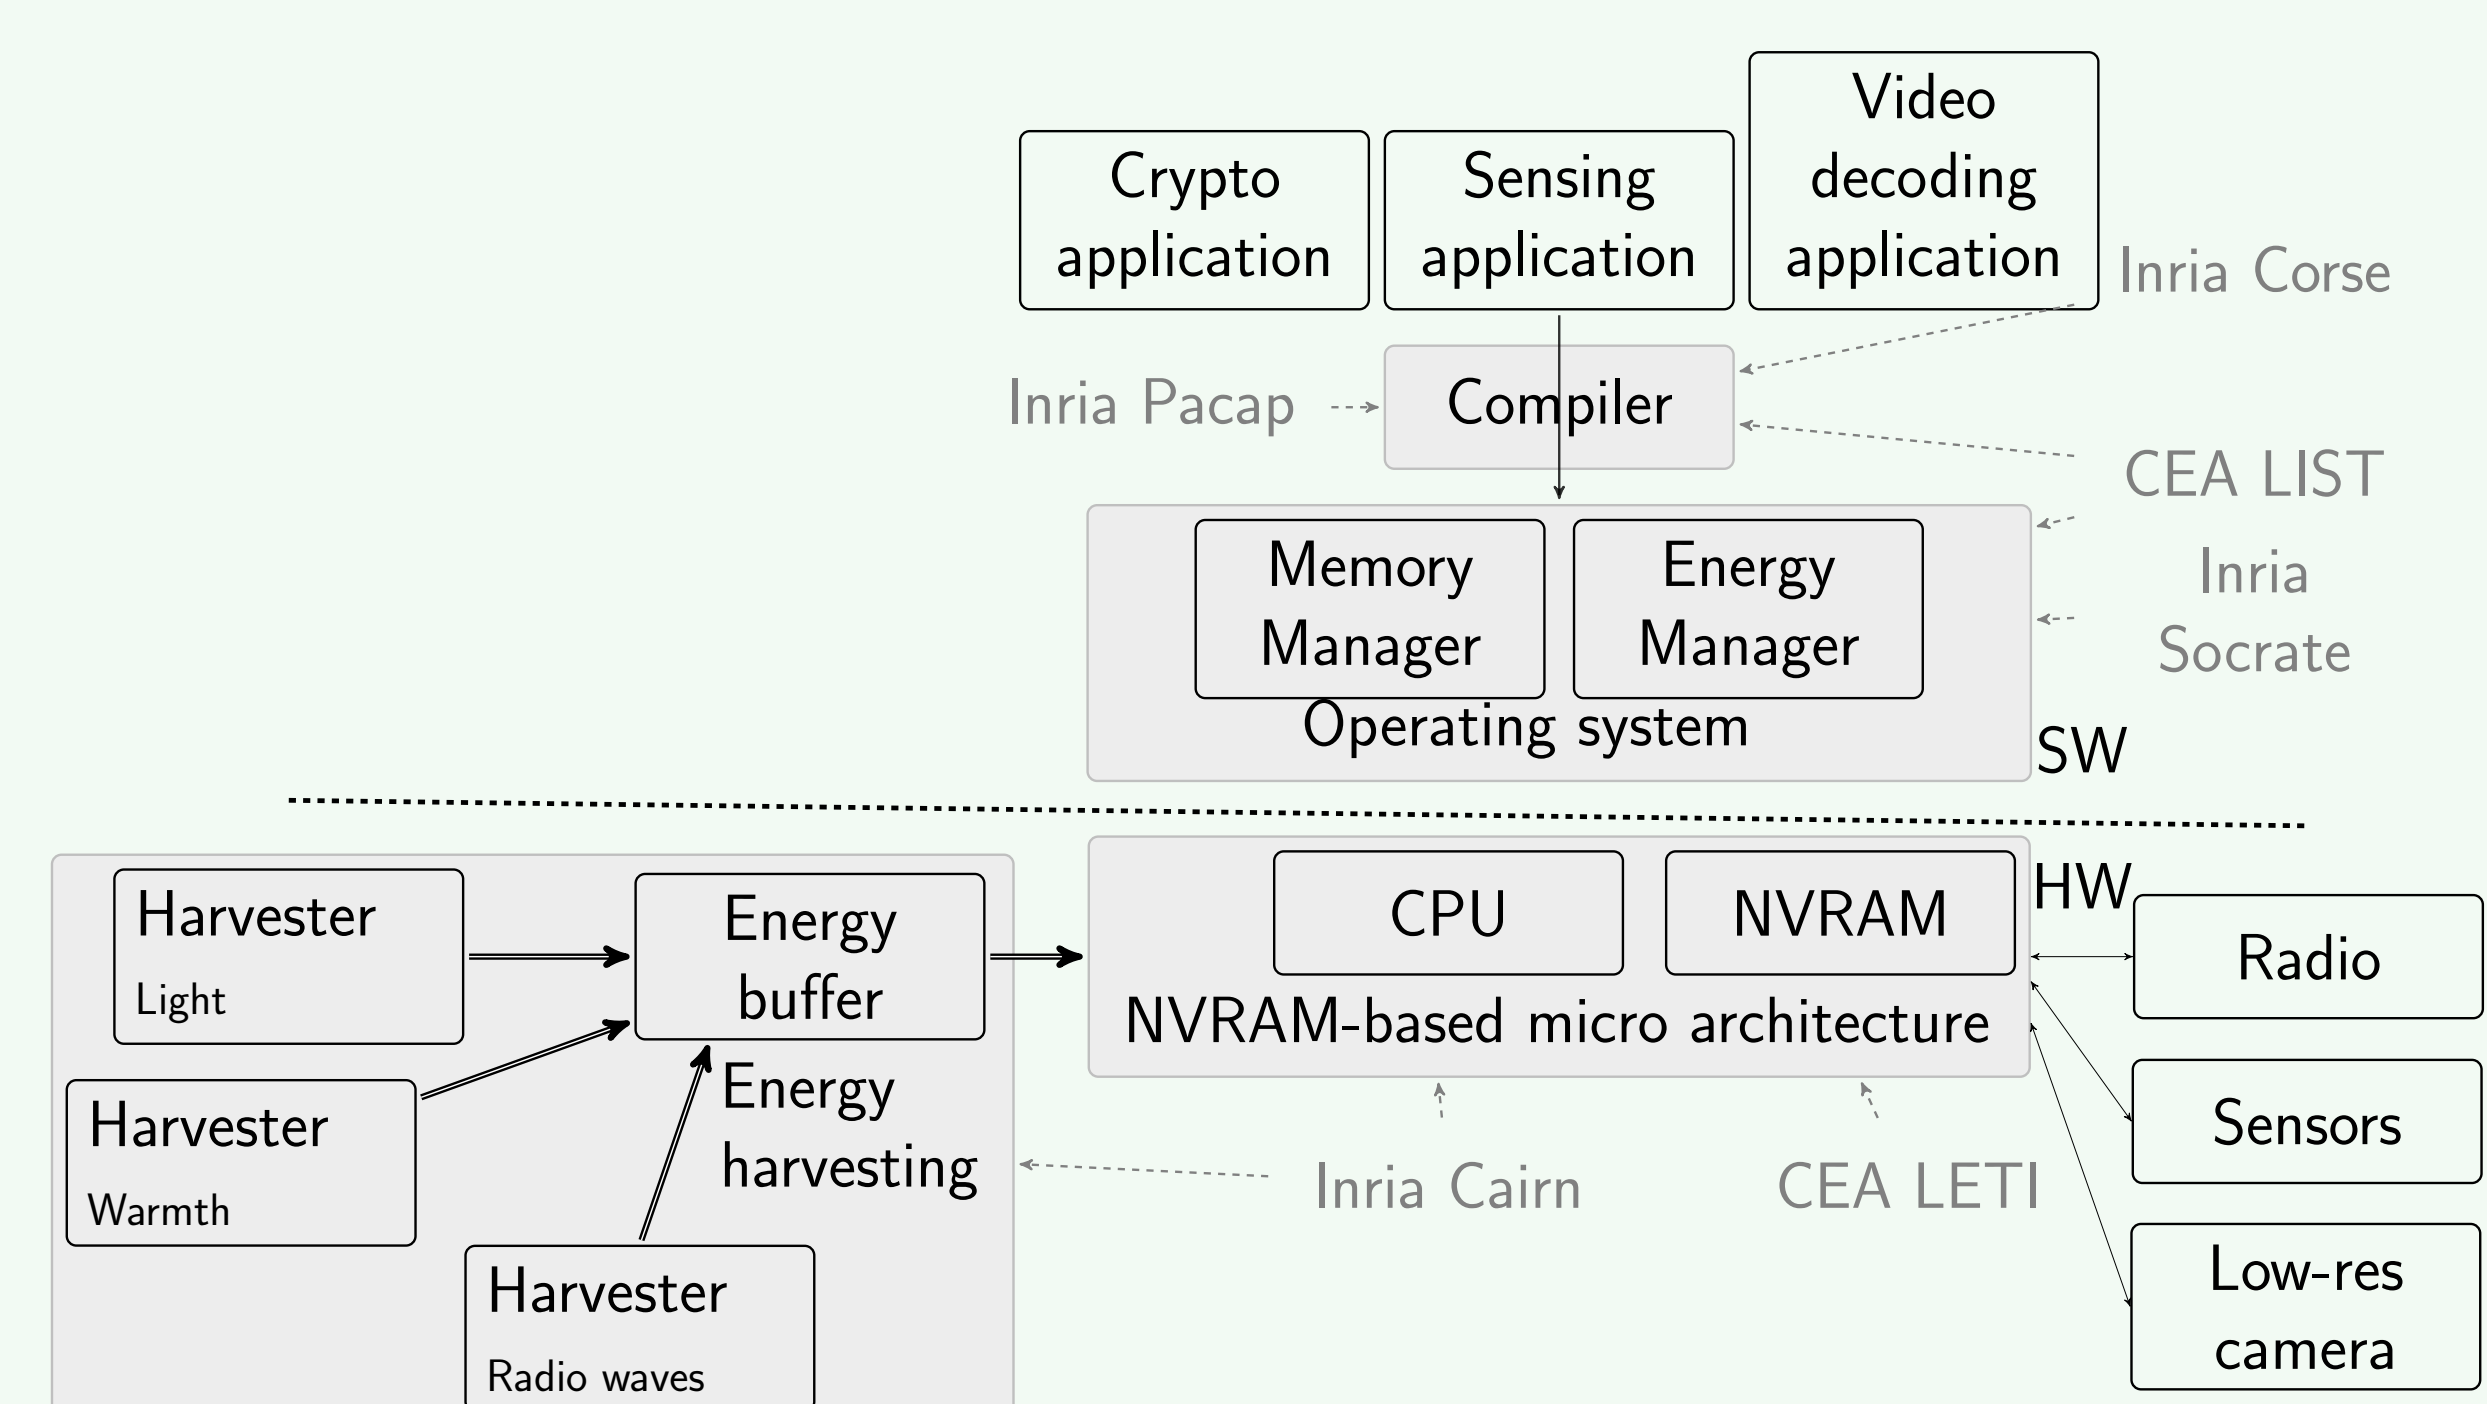 Crypto
application
Sensing
application
Video
decoding
application
Inria Corse
Inria Pacap
Compiler
CEA LIST
Memory
Manager
Energy
Manager
Operating system
Inria
Socrate
SW
HW
Harvester
Light
Harvester
Warmth
Harvester
Radio waves
Energy
buffer
Energy
harvesting
CPU
NVRAM
NVRAM-based micro architecture
Inria Cairn
CEA LETI
Radio
Sensors
Low-res
camera